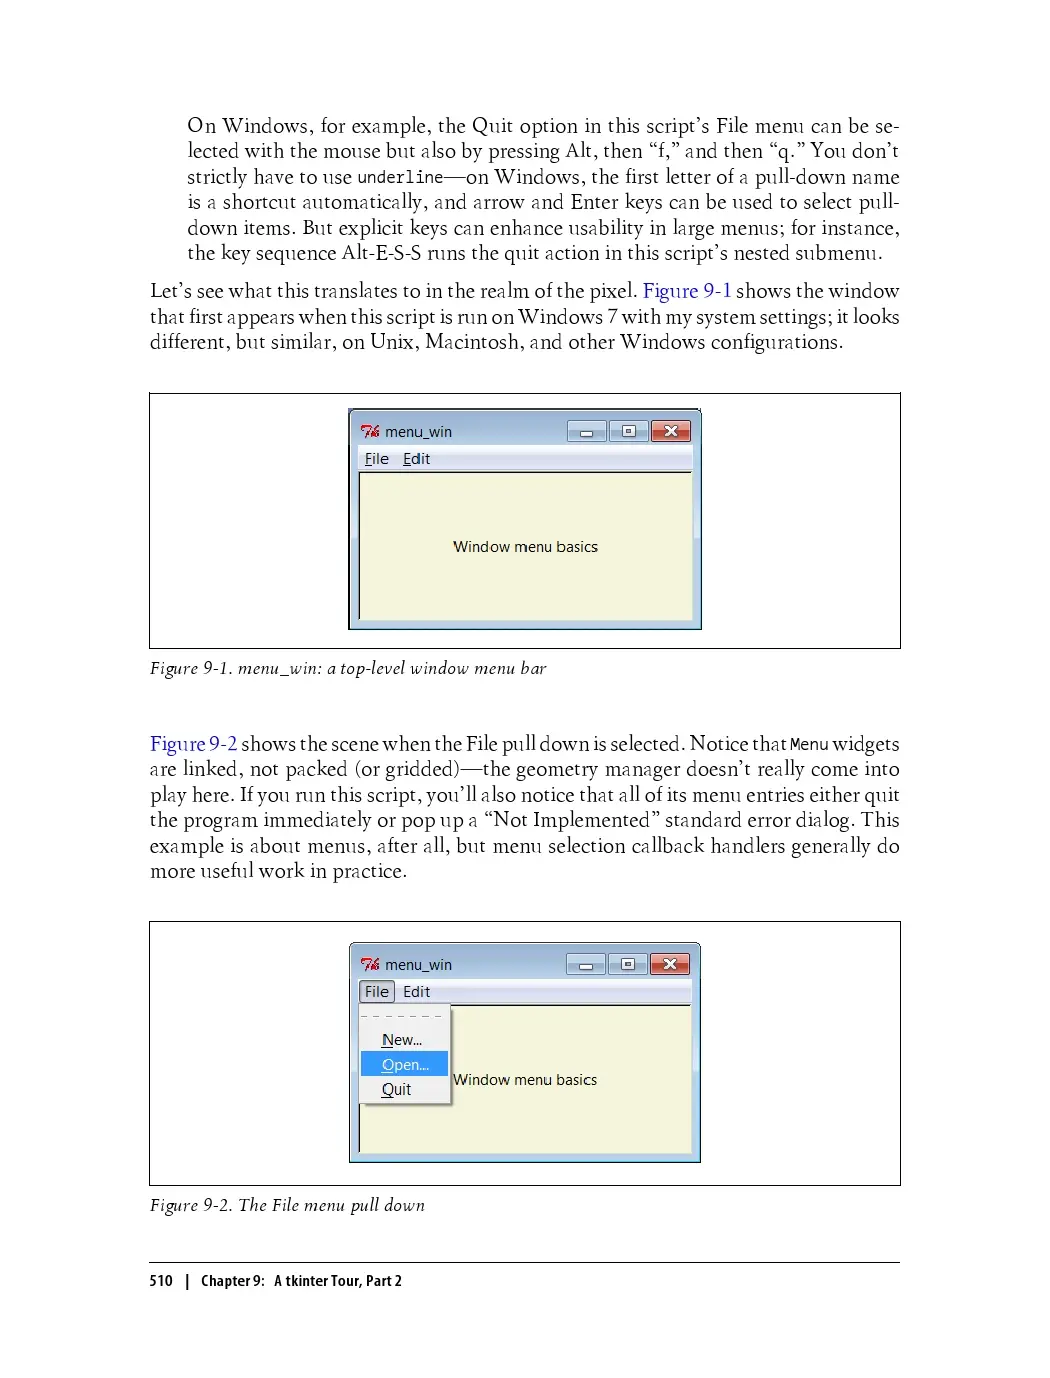 On Windows, for example, the Quit option in this script’s File menu can be se-
lected with the mouse but also by pressing Alt, then “f,” and then “q.” You don’t
strictly have to use underline—on Windows, the first letter of a pull-down name
is a shortcut automatically, and arrow and Enter keys can be used to select pull-
down items. But explicit keys can enhance usability in large menus; for instance,
the key sequence Alt-E-S-S runs the quit action in this script’s nested submenu.
Let’s see what this translates to in the realm of the pixel. Figure 9-1 shows the window
that first appears when this script is run on Windows 7 with my system settings; it looks
different, but similar, on Unix, Macintosh, and other Windows configurations.
menu_win
File Edit
Window menu basics
Figure 9-1. menu_win: a top-level window menu bar
Figure 9-2 shows the scene when the File pull down is selected. Notice that Menu widgets
are linked, not packed (or gridded)—the geometry manager doesn’t really come into
play here. If you run this script, you’ll also notice that all of its menu entries either quit
the program immediately or pop up a “Not Implemented” standard error dialog. This
example is about menus, after all, but menu selection callback handlers generally do
more useful work in practice.
menu_win
File Edit
New...
Open...
Window menu basics
Quit
Figure 9-2. The File menu pull down
510 | Chapter 9: A tkinter Tour, Part 2